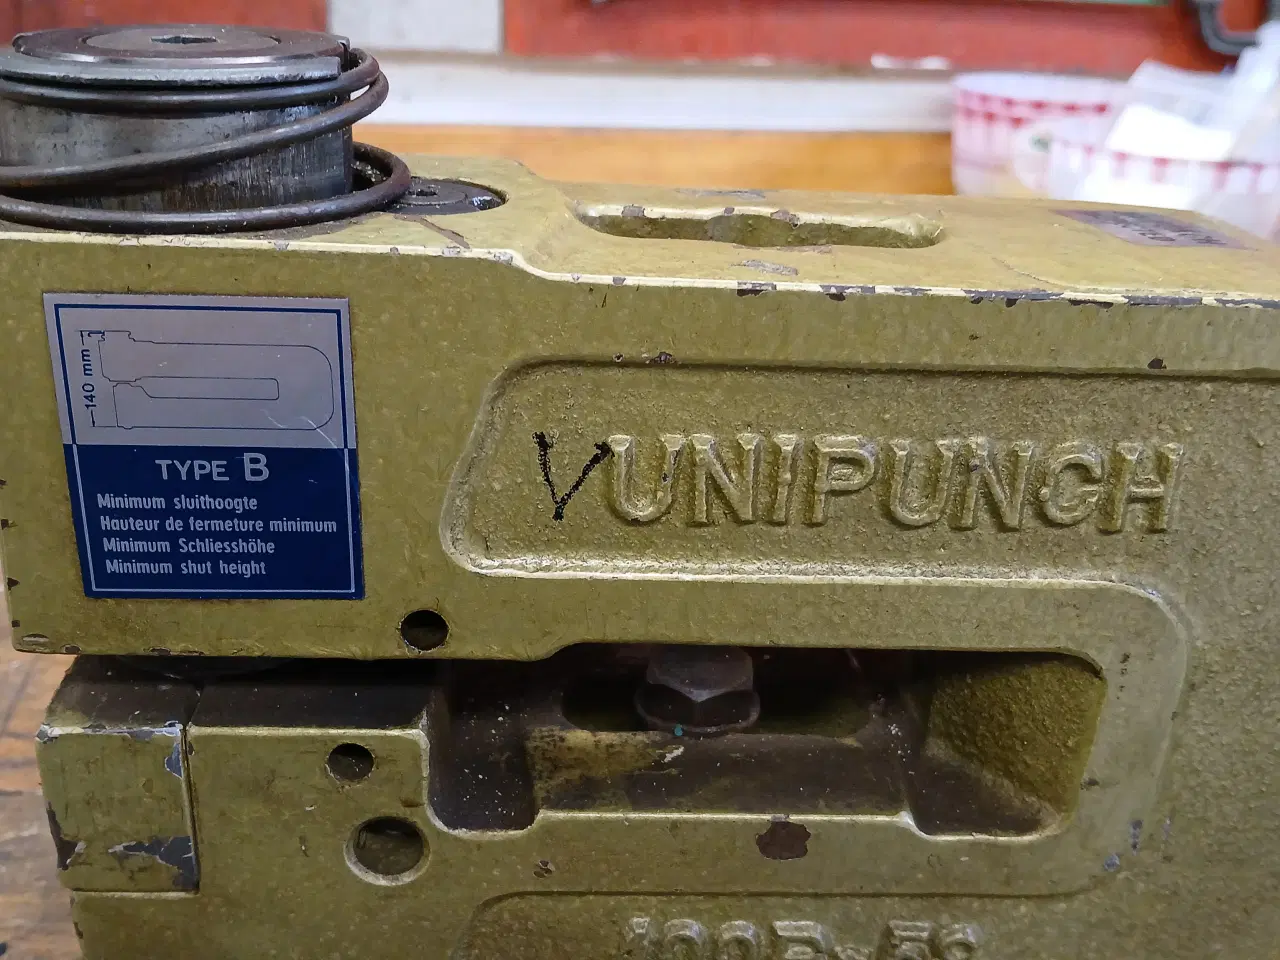 140 mm
TYPE B
Minimum sluithoogte
Hauteur de fermeture minimum
Minimum Schliesshöhe
Minimum shut height
V UNIPUNCH